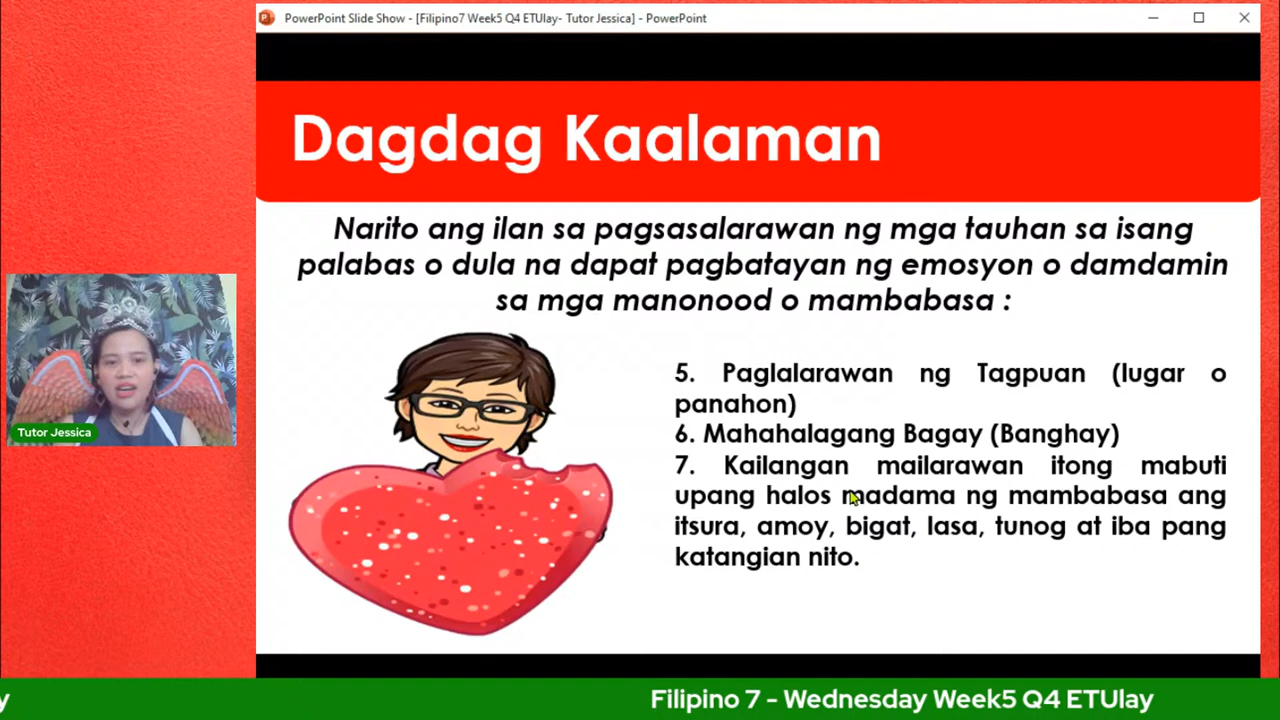 PowerPoint Slide Show - [Filipino7 Week5 Q4 ETUlay- Tutor Jessica] - PowerPoint
Dagdag Kaalaman
Narito ang ilan sa pagsasalarawan ng mga tauhan sa isang
palabas o dula na dapat pagbatayan ng emosyon o damdamin
sa mga manonood o mambabasa :
5. Paglalarawan ng Tagpuan (lugar o
panahon)
6. Mahahalagang Bagay (Banghay)
7. Kailangan mailarawan itong mabuti
upang halos madama ng mambabasa ang
itsura, amoy, bigat, lasa, tunog at iba pang
katangian nito.
Tutor Jessica
y
Filipino 7 - Wednesday Week5 Q4 ETUlay